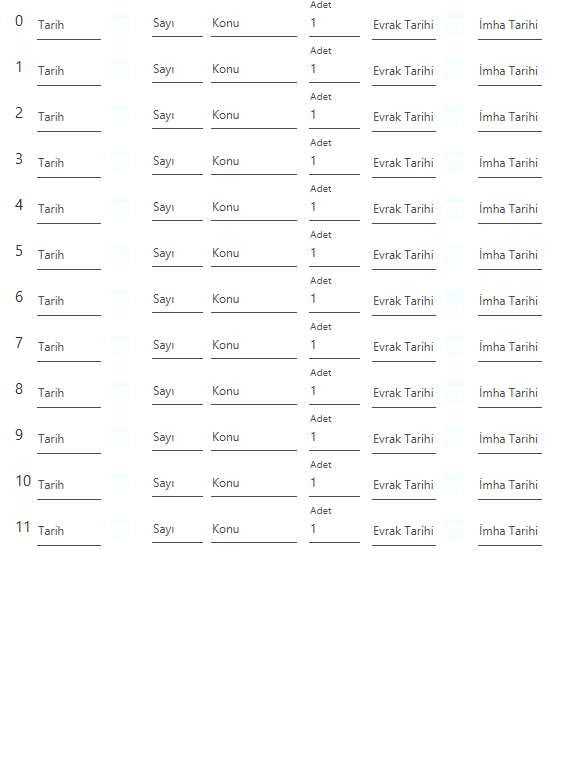 Adet
0 Tarih Sayı Konu 1 Evrak Tarihi İmha Tarihi
Adet
1 Tarih Sayı Konu 1 Evrak Tarihi İmha Tarihi
Adet
2 Tarih Sayı Konu 1 Evrak Tarihi İmha Tarihi
Adet
3 Tarih Sayı Konu 1 Evrak Tarihi İmha Tarihi
Adet
4 Tarih Sayı Konu 1 Evrak Tarihi İmha Tarihi
Adet
5 Tarih Sayı Konu 1 Evrak Tarihi İmha Tarihi
Adet
6 Tarih Sayı Konu 1 Evrak Tarihi İmha Tarihi
Adet
7 Tarih Sayı Konu 1 Evrak Tarihi İmha Tarihi
Adet
8 Tarih Sayı Konu 1 Evrak Tarihi İmha Tarihi
Adet
9 Tarih Sayı Konu 1 Evrak Tarihi İmha Tarihi
Adet
10 Tarih Sayı Konu 1 Evrak Tarihi İmha Tarihi
Adet
11 Tarih Sayı Konu 1 Evrak Tarihi İmha Tarihi